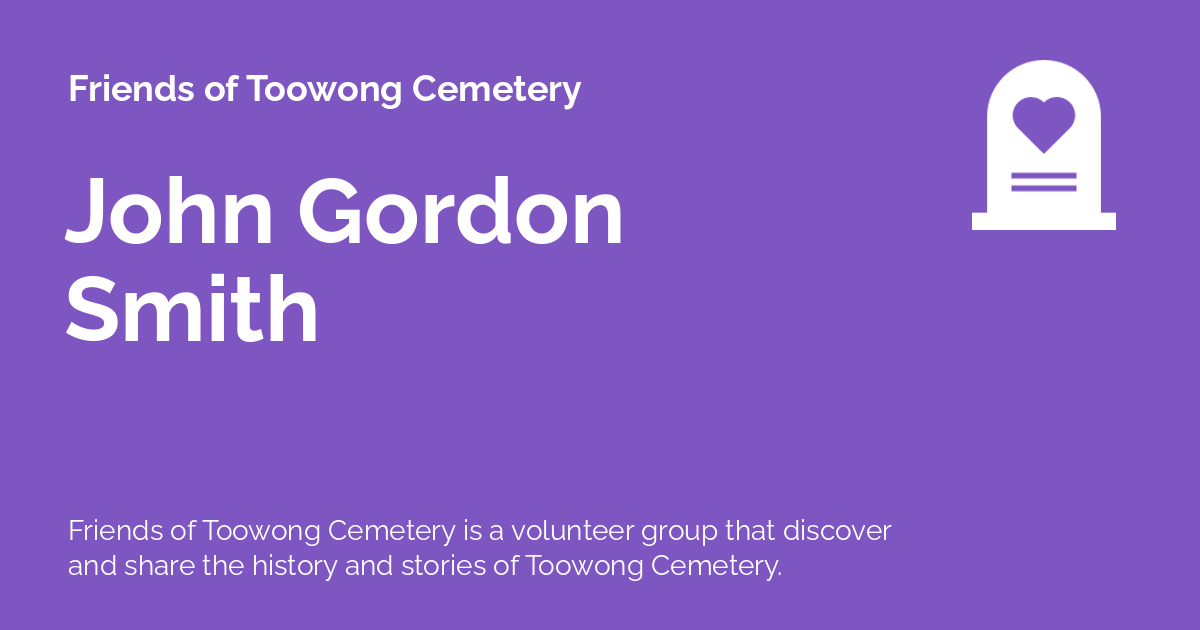 Friends of Toowong Cemetery
John Gordon
Smith
Friends of Toowong Cemetery is a volunteer group that discover
and share the history and stories of Toowong Cemetery.